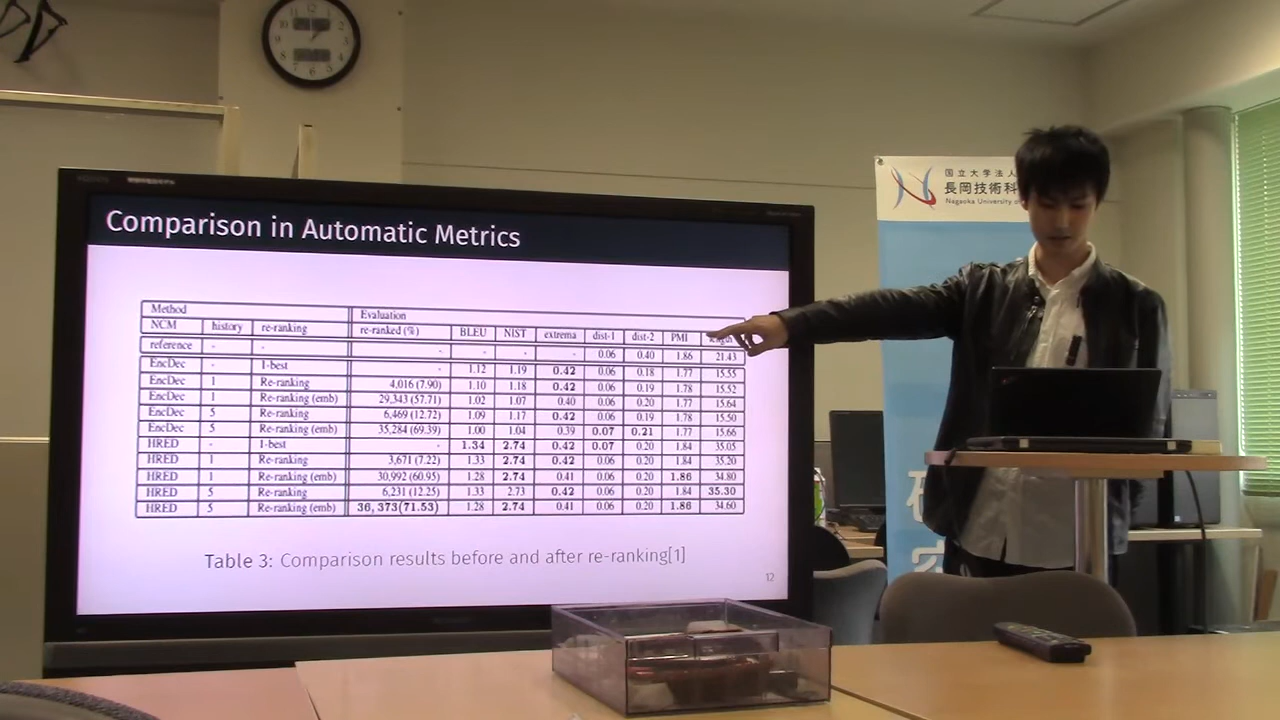 Comparison in Automatic Metrics
Method Evaluation
NCM history re-ranking re-ranked (%) BLEU NIST extrema dist-1 dist-2 PMI
reference - - - - - - 0.06 0.40 1.86 21.43
EncDec - 1-best - 1.12 1.19 0.42 0.06 0.18 1.77 15.55
EncDec 1 Re-ranking 4,016 (7.90) 1.10 1.18 0.42 0.06 0.19 1.78 15.52
EncDec 1 Re-ranking (emb) 29,343 (57.71) 1.02 1.07 0.40 0.06 0.20 1.77 15.64
EncDec 5 Re-ranking 6,469 (12.72) 1.09 1.17 0.42 0.06 0.19 1.78 15.50
EncDec 5 Re-ranking (emb) 35,284 (69.39) 1.00 1.04 0.39 0.07 0.21 1.77 15.66
HRED - 1-best - 1.34 2.74 0.42 0.07 0.20 1.84 35.05
HRED 1 Re-ranking 3,671 (7.22) 1.33 2.74 0.42 0.06 0.20 1.84 35.20
HRED 1 Re-ranking (emb) 30,992 (60.95) 1.28 2.74 0.41 0.06 0.20 1.86 34.80
HRED 5 Re-ranking 6,231 (12.25) 1.33 2.73 0.42 0.06 0.20 1.84 35.30
HRED 5 Re-ranking (emb) 36,373(71.53) 1.28 2.74 0.41 0.06 0.20 1.86 34.60
Table 3: Comparison results before and after re-ranking[1]
12
国立大学法人
長岡技術科
Nagaoka University of